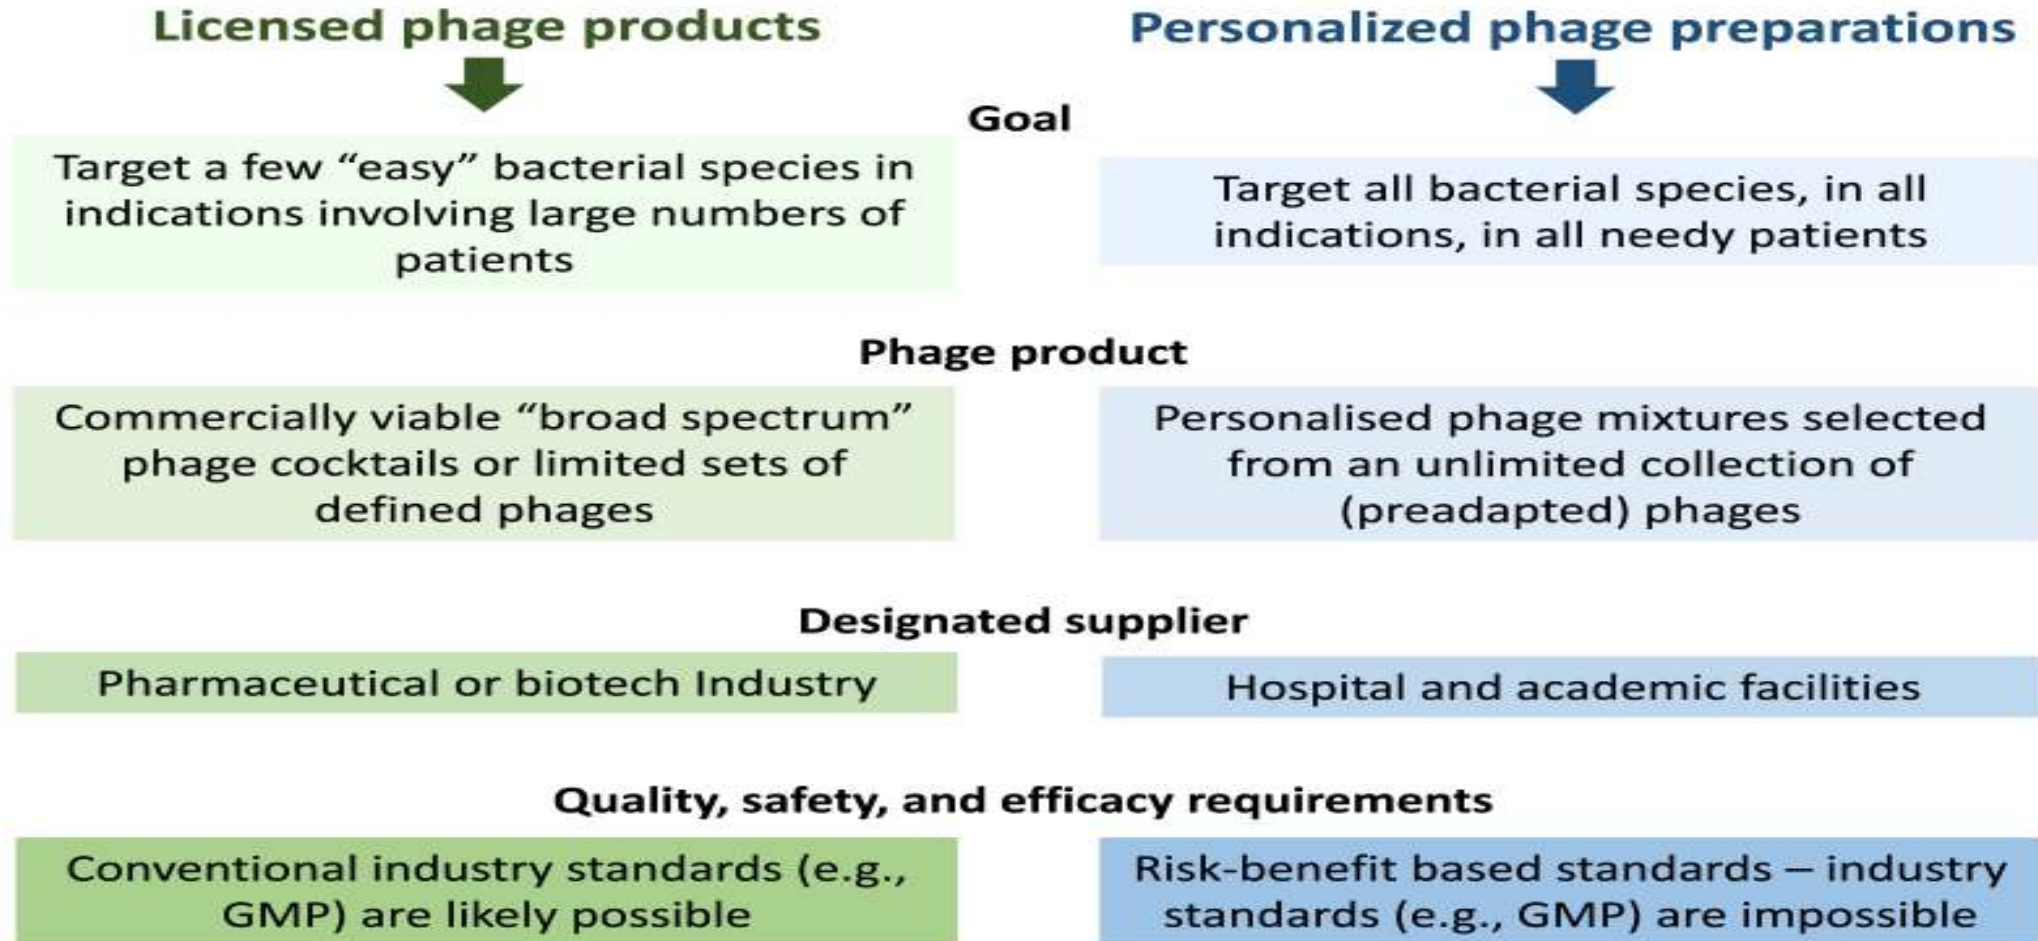 Licensed phage products
Personalized phage preparations
Goal
Target a few “easy” bacterial species in
indications involving large numbers of
patients
Target all bacterial species, in all
indications, in all needy patients
Phage product
Commercially viable “broad spectrum”
phage cocktails or limited sets of
defined phages
Personalised phage mixtures selected
from an unlimited collection of
(preadapted) phages
Designated supplier
Pharmaceutical or biotech Industry
Hospital and academic facilities
Quality, safety, and efficacy requirements
Conventional industry standards (e.g.,
GMP) are likely possible
Risk-benefit based standards – industry
standards (e.g., GMP) are impossible